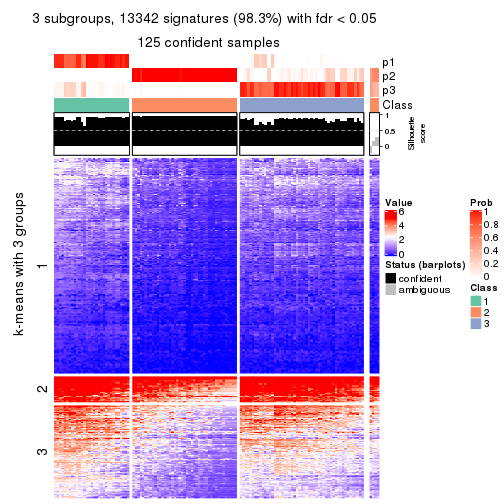 3 subgroups, 13342 signatures (98.3%) with fdr < 0.05
125 confident samples
p1
p2
p3
Class
1
0.5
0
Silhouette
score
k-means with 3 groups
1
2
3
Value
6
4
2
0
Status (barplots)
confident
ambiguous
Prob
1
0.8
0.6
0.4
0.2
0
Class
1
2
3